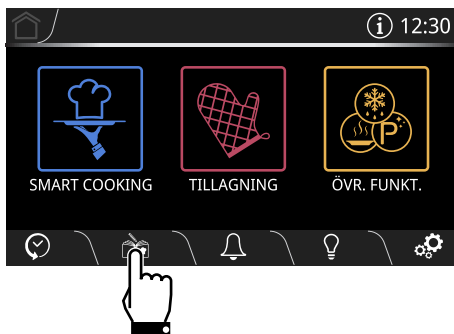 12:30
SMART COOKING
TILLAGNING
ÖVR. FUNKT.
P